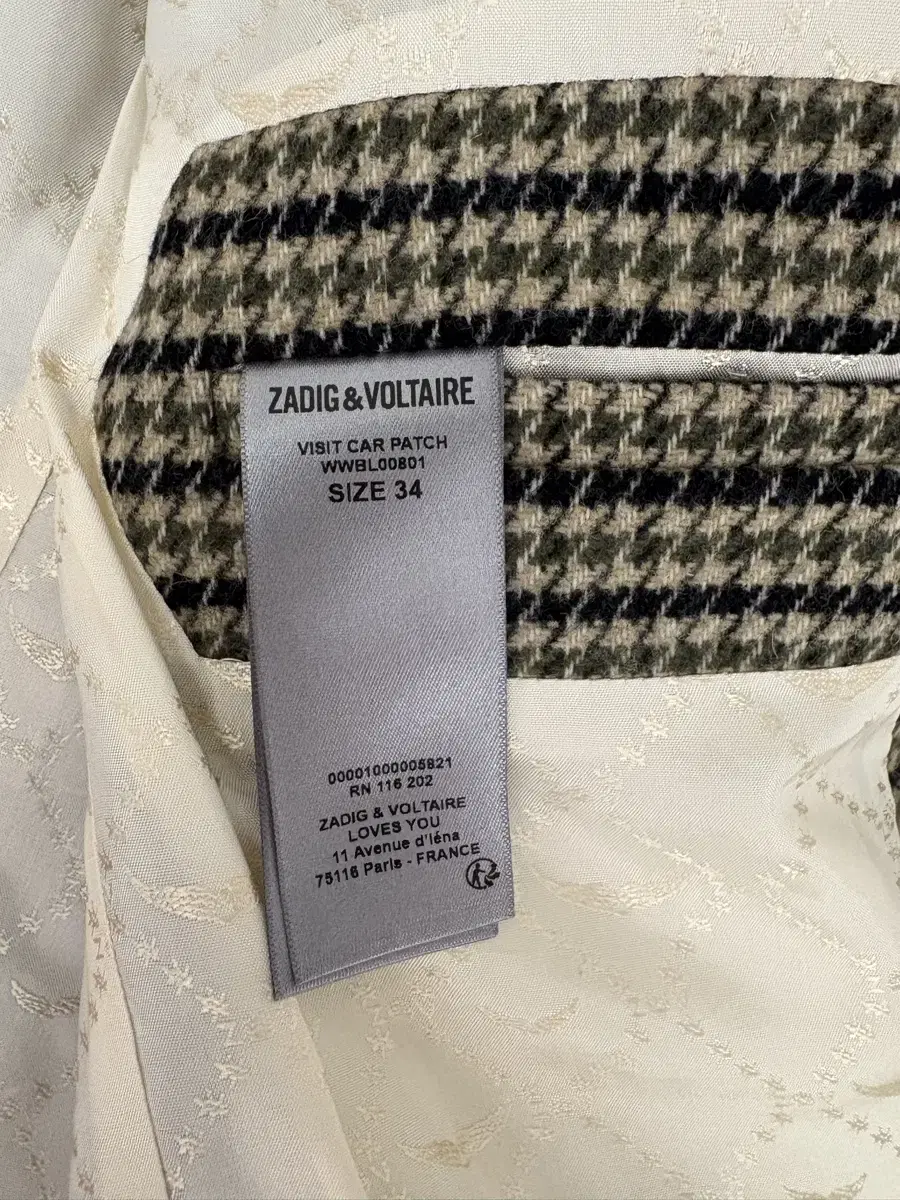 ZADIG&VOLTAIRE
VISIT CAR PATCH
WWBL00801
SIZE 34
00001000005821
RN 116 202
ZADIG & VOLTAIRE
LOVES YOU
11 Avenue d'Iéna
75116 Paris - FRANCE